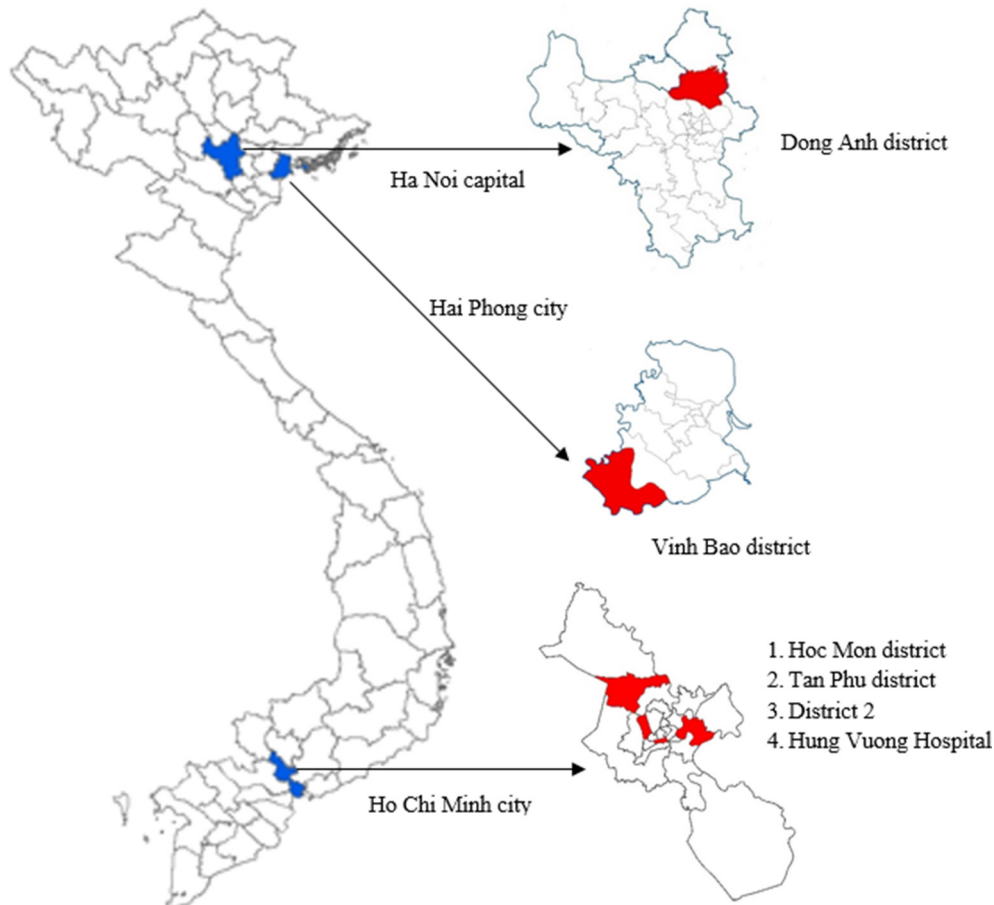 Dong Anh district
Ha Noi capital
Hai Phong city
Vinh Bao district
1. Hoc Mon district
2. Tan Phu district
3. District 2
4. Hung Vuong Hospital
Ho Chi Minh city